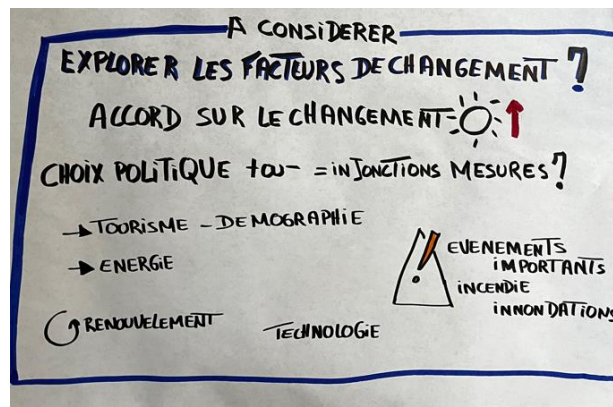 A CONSiDERER
EXPLORER LES FACTEURS DE CHANGEMENT ?
ACCORD SUR LE CHANGEMENT
CHOIX POLiTiQUE + ou - = iNJONCTiONS MESURES ?
→ TOURiSME - DEMOGRAPHiE
→ ENERGiE
EVENEMENTS
iMPORTANTS
iNCENDiE
iNNONDATiONS
RENOUVELEMENT
TECHNOLOGiE